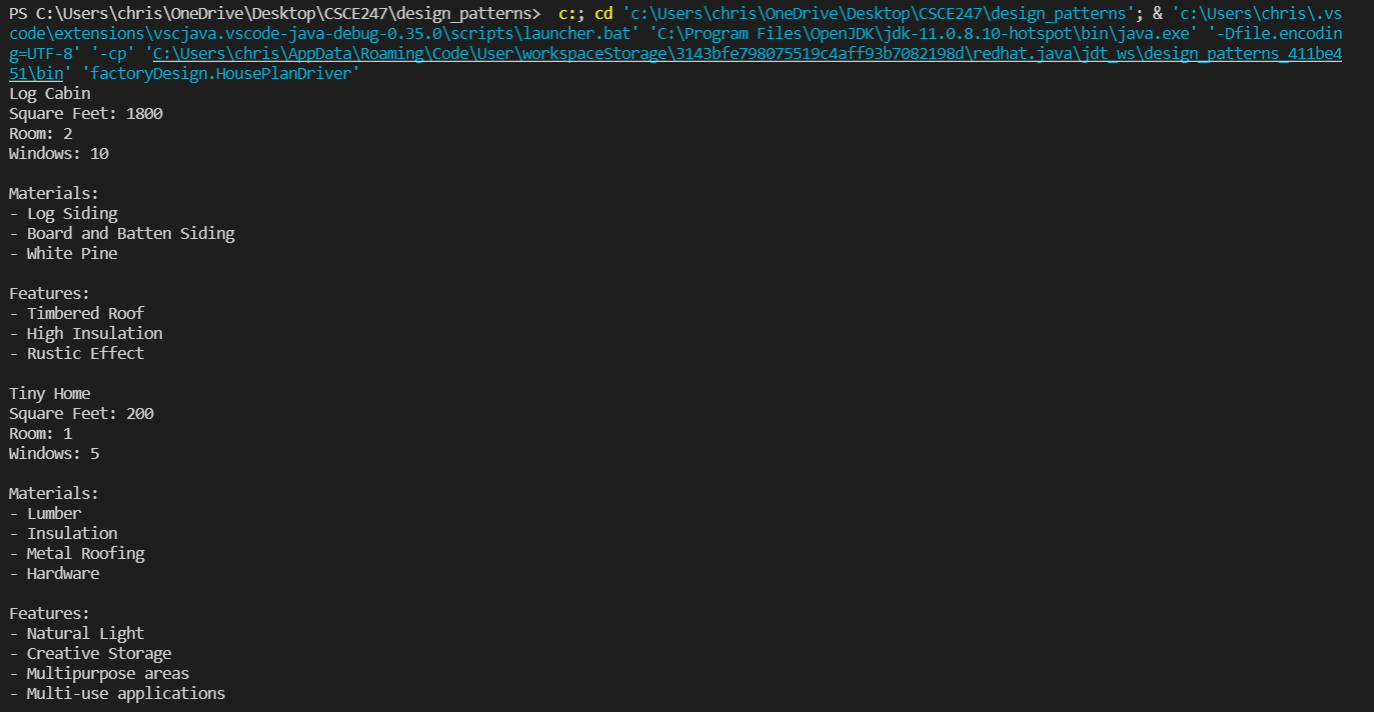 PS C:\Users\chris\OneDrive\Desktop\CSCE247\design_patterns>  c:; cd 'c:\Users\chris\OneDrive\Desktop\CSCE247\design_patterns'; & 'c:\Users\chris\.vs
code\extensions\vscjava.vscode-java-debug-0.35.0\scripts\launcher.bat' 'C:\Program Files\OpenJDK\jdk-11.0.8.10-hotspot\bin\java.exe' '-Dfile.encodin
g=UTF-8' '-cp' 'C:\Users\chris\AppData\Roaming\Code\User\workspaceStorage\3143bfe798075519c4aff93b7082198d\redhat.java\jdt_ws\design_patterns_411be4
51\bin' 'factoryDesign.HousePlanDriver'
Log Cabin
Square Feet: 1800
Room: 2
Windows: 10

Materials:
- Log Siding
- Board and Batten Siding
- White Pine

Features:
- Timbered Roof
- High Insulation
- Rustic Effect

Tiny Home
Square Feet: 200
Room: 1
Windows: 5

Materials:
- Lumber
- Insulation
- Metal Roofing
- Hardware

Features:
- Natural Light
- Creative Storage
- Multipurpose areas
- Multi-use applications